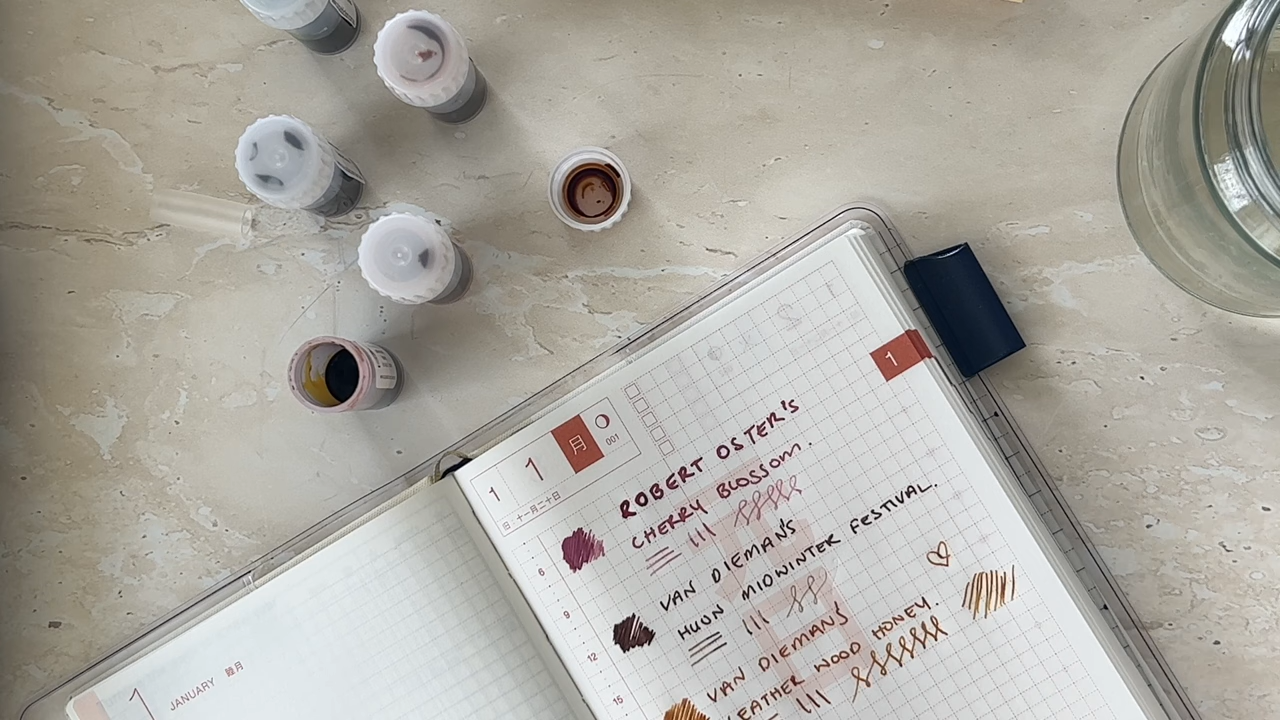 1
JANUARY 睦月
1
1
月
001
日 十一月二十日
1
ROBERT OSTER'S
CHERRY BLOSSOM.
6
VAN DIEMAN'S
HUON MIDWINTER FESTIVAL.
9
VAN DIEMAN'S
LEATHER WOOD HONEY.
12
15